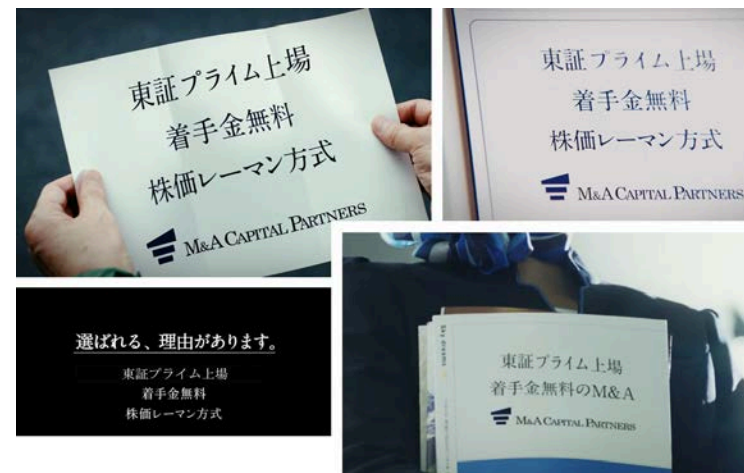 東証プライム上場
着手金無料
株価レーマン方式
M&A CAPITAL PARTNERS
東証プライム上場
着手金無料
株価レーマン方式
M&A CAPITAL PARTNERS
選ばれる、理由があります。
東証プライム上場
着手金無料
株価レーマン方式
Sky dreams
東証プライム上場
着手金無料のM&A
M&A CAPITAL PARTNERS